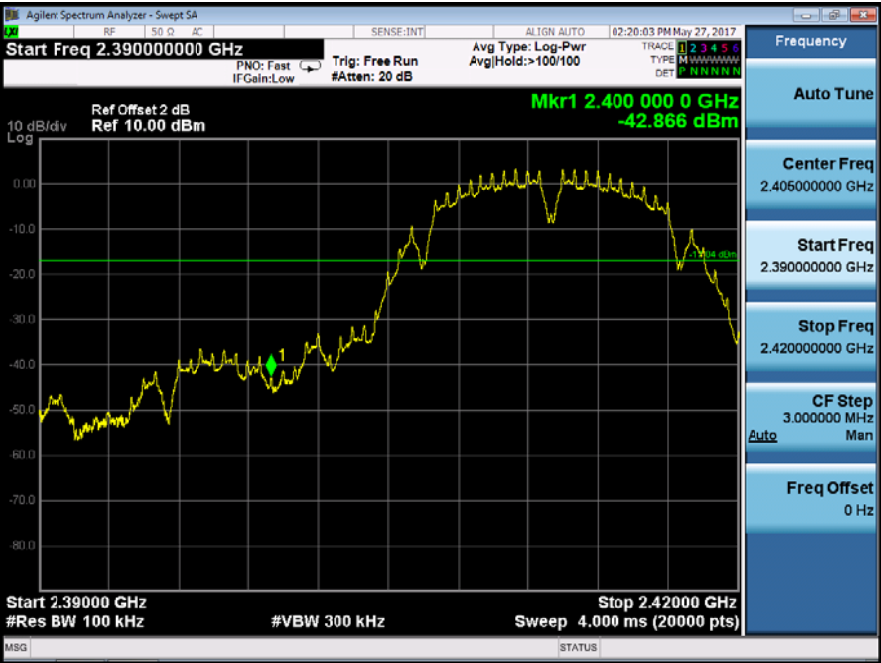 Agilent Spectrum Analyzer - Swept SA
RF 50 Ω AC SENSE:INT ALIGN AUTO 02:20:03 PM May 27, 2017
Start Freq 2.390000000 GHz
PNO: Fast
IFGain:Low
Trig: Free Run
#Atten: 20 dB
Avg Type: Log-Pwr
Avg|Hold:>100/100
TRACE 1 2 3 4 5 6
TYPE M WWWWW
DET P N N N N N
Ref Offset 2 dB
10 dB/div Ref 10.00 dBm
Log
Mkr1 2.400 000 0 GHz
-42.866 dBm
0.00
-10.0
-20.0
-30.0
-40.0
-50.0
-60.0
-70.0
-80.0
1
Start 2.39000 GHz Stop 2.42000 GHz
#Res BW 100 kHz #VBW 300 kHz Sweep 4.000 ms (20000 pts)
MSG STATUS
Frequency
Auto Tune
Center Freq
2.405000000 GHz
Start Freq
2.390000000 GHz
Stop Freq
2.420000000 GHz
CF Step
3.000000 MHz
Auto Man
Freq Offset
0 Hz